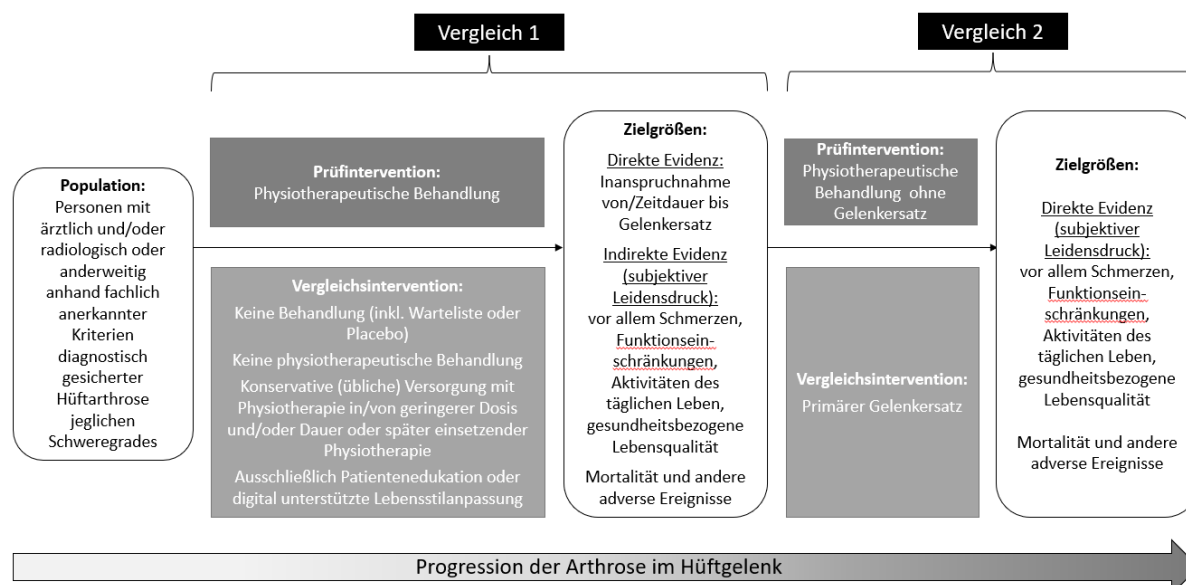 Vergleich 1
Vergleich 2
Population:
Personen mit
ärztlich und/oder
radiologisch oder
anderweitig
anhand fachlich
anerkannter
Kriterien
diagnostisch
gesicherter
Hüftarthrose
jeglichen
Schweregrades
Prüfintervention:
Physiotherapeutische Behandlung
Vergleichsintervention:
Keine Behandlung (inkl. Warteliste oder
Placebo)
Keine physiotherapeutische Behandlung
Konservative (übliche) Versorgung mit
Physiotherapie in/von geringerer Dosis
und/oder Dauer oder später einsetzender
Physiotherapie
Ausschließlich Patientenedukation oder
digital unterstützte Lebensstilanpassung
Zielgrößen:
Direkte Evidenz:
Inanspruchnahme
von/Zeitdauer bis
Gelenkersatz
Indirekte Evidenz
(subjektiver
Leidensdruck):
vor allem Schmerzen,
Funktionsein-
schränkungen,
Aktivitäten des
täglichen Leben,
gesundheitsbezogene
Lebensqualität
Mortalität und andere
adverse Ereignisse
Prüfintervention:
Physiotherapeutische
Behandlung ohne
Gelenkersatz
Vergleichsintervention:
Primärer Gelenkersatz
Zielgrößen:
Direkte Evidenz
(subjektiver
Leidensdruck):
vor allem Schmerzen,
Funktionsein-
schränkungen,
Aktivitäten des
täglichen Leben,
gesundheitsbezogene
Lebensqualität
Mortalität und andere
adverse Ereignisse
Progression der Arthrose im Hüftgelenk